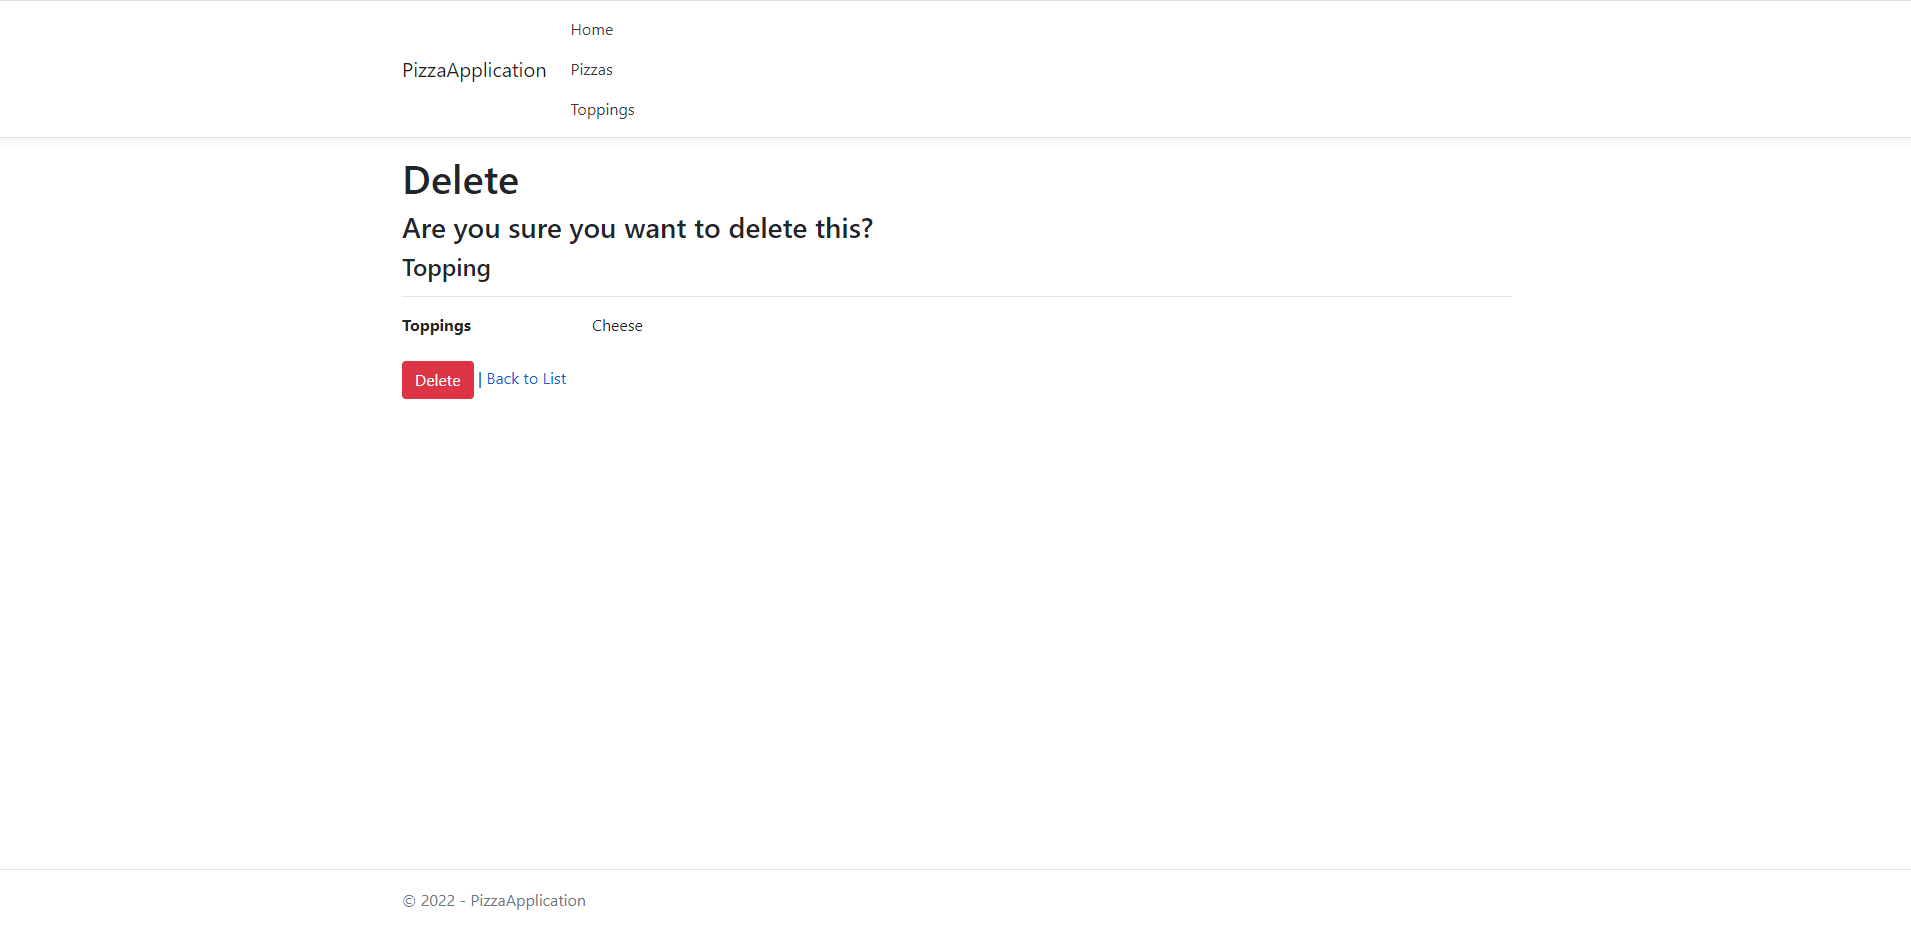 PizzaApplication
Home
Pizzas
Toppings
Delete
Are you sure you want to delete this?
Topping
Toppings Cheese
Delete | Back to List
© 2022 - PizzaApplication